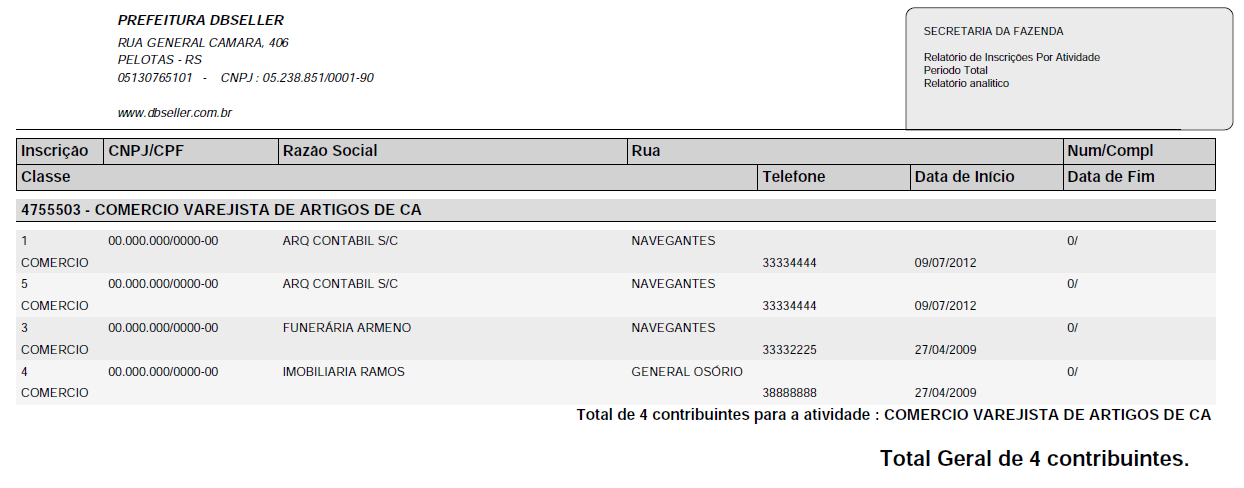 PREFEITURA DBSELLER
RUA GENERAL CAMARA, 406
PELOTAS - RS
05130765101 - CNPJ : 05.238.851/0001-90
www.dbseller.com.br
SECRETARIA DA FAZENDA
Relatório de Inscrições Por Atividade
Periodo Total
Relatório analitico
Inscrição CNPJ/CPF Razão Social Rua Num/Compl
Classe Telefone Data de Início Data de Fim
4755503 - COMERCIO VAREJISTA DE ARTIGOS DE CA
1 00.000.000/0000-00 ARQ CONTABIL S/C NAVEGANTES 0/
COMERCIO 33334444 09/07/2012
5 00.000.000/0000-00 ARQ CONTABIL S/C NAVEGANTES 0/
COMERCIO 33334444 09/07/2012
3 00.000.000/0000-00 FUNERÁRIA ARMENO NAVEGANTES 0/
COMERCIO 33332225 27/04/2009
4 00.000.000/0000-00 IMOBILIARIA RAMOS GENERAL OSÓRIO 0/
COMERCIO 38888888 27/04/2009
Total de 4 contribuintes para a atividade : COMERCIO VAREJISTA DE ARTIGOS DE CA
Total Geral de 4 contribuintes.